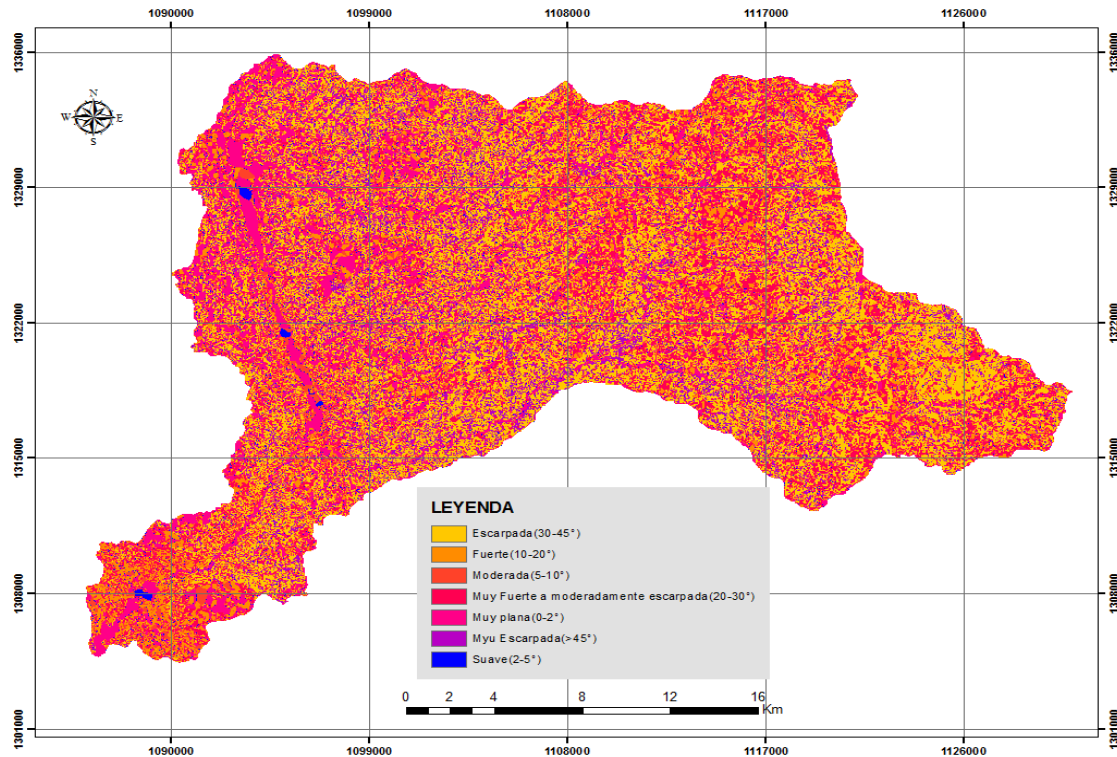 1090000 1099000 1108000 1117000 1126000
1336000 1336000
N
W E
S
1329000 1329000
1322000 1322000
1315000 1315000
LEYENDA
Escarpada(30-45°)
Fuerte(10-20°)
Moderada(5-10°)
Muy Fuerte a moderadamente escarpada(20-30°)
Muy plana(0-2°)
Myu Escarpada(>45°)
Suave(2-5°)
1308000 1308000
0 2 4 8 12 16
Km
1301000 1301000
1090000 1099000 1108000 1117000 1126000